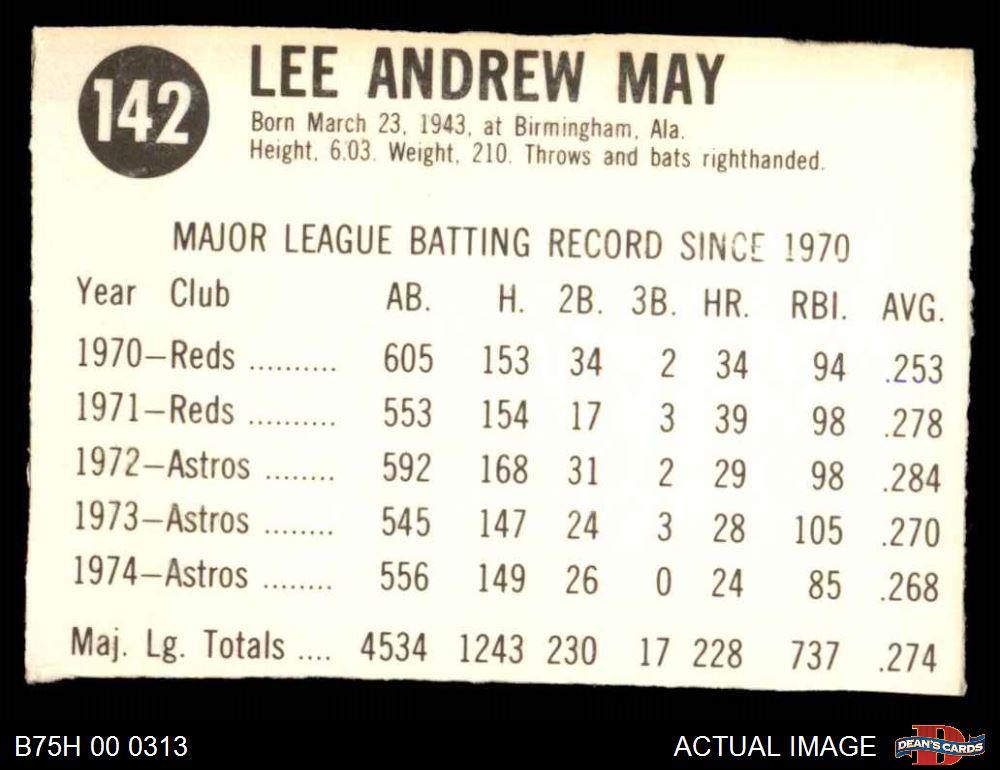 142
LEE ANDREW MAY
Born March 23, 1943, at Birmingham, Ala.
Height, 6.03. Weight, 210. Throws and bats righthanded.
MAJOR LEAGUE BATTING RECORD SINCE 1970
Year Club AB. H. 2B. 3B. HR. RBI. AVG.
1970—Reds .......... 605 153 34 2 34 94 .253
1971—Reds .......... 553 154 17 3 39 98 .278
1972—Astros ........ 592 168 31 2 29 98 .284
1973—Astros ........ 545 147 24 3 28 105 .270
1974—Astros ........ 556 149 26 0 24 85 .268
Maj. Lg. Totals .... 4534 1243 230 17 228 737 .274
B75H 00 0313 ACTUAL IMAGE D DEAN'S CARDS